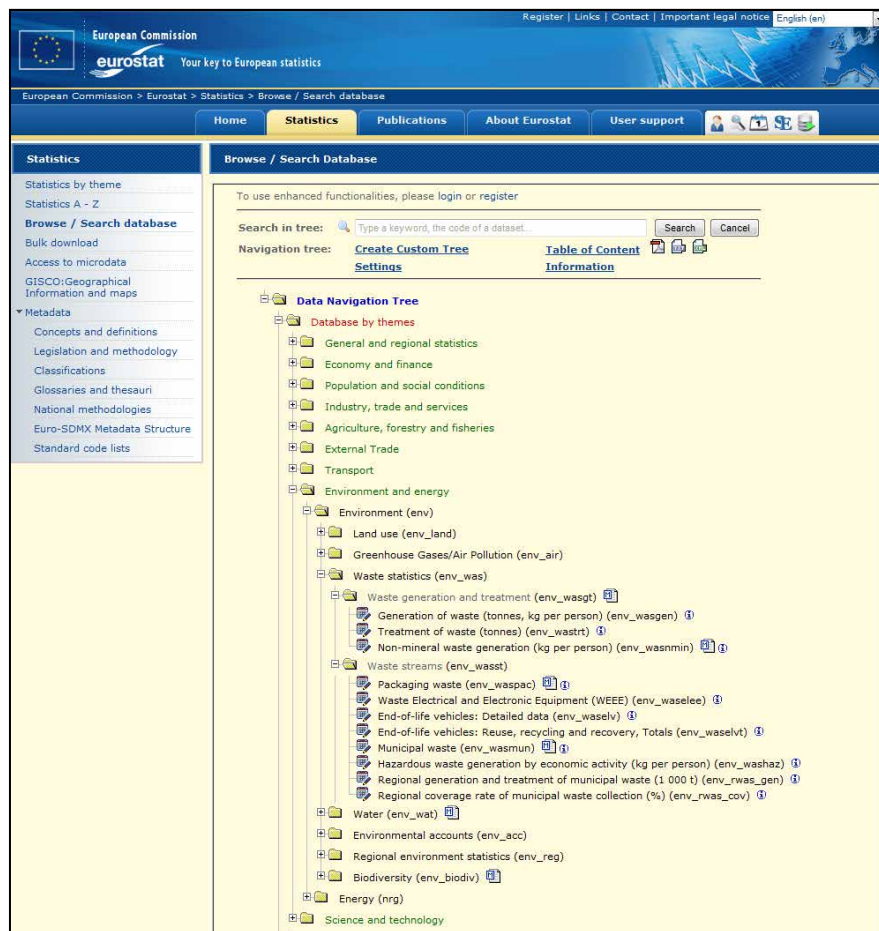 Register | Links | Contact | Important legal notice English (en)
European Commission
eurostat Your key to European statistics
European Commission > Eurostat > Statistics > Browse / Search database
Home Statistics Publications About Eurostat User support
Statistics
Statistics by theme
Statistics A - Z
Browse / Search database
Bulk download
Access to microdata
GISCO:Geographical
Information and maps
Metadata
Concepts and definitions
Legislation and methodology
Classifications
Glossaries and thesauri
National methodologies
Euro-SDMX Metadata Structure
Standard code lists
Browse / Search Database
To use enhanced functionalities, please login or register
Search in tree: Type a keyword, the code of a dataset... Search Cancel
Navigation tree: Create Custom Tree Table of Content
Settings Information
Data Navigation Tree
Database by themes
General and regional statistics
Economy and finance
Population and social conditions
Industry, trade and services
Agriculture, forestry and fisheries
External Trade
Transport
Environment and energy
Environment (env)
Land use (env_land)
Greenhouse Gases/Air Pollution (env_air)
Waste statistics (env_was)
Waste generation and treatment (env_wasgt)
Generation of waste (tonnes, kg per person) (env_wasgen)
Treatment of waste (tonnes) (env_wastrt)
Non-mineral waste generation (kg per person) (env_wasnmin)
Waste streams (env_wasst)
Packaging waste (env_waspac)
Waste Electrical and Electronic Equipment (WEEE) (env_waselee)
End-of-life vehicles: Detailed data (env_waselv)
End-of-life vehicles: Reuse, recycling and recovery, Totals (env_waselvt)
Municipal waste (env_wasmun)
Hazardous waste generation by economic activity (kg per person) (env_washaz)
Regional generation and treatment of municipal waste (1 000 t) (env_rwas_gen)
Regional coverage rate of municipal waste collection (%) (env_rwas_cov)
Water (env_wat)
Environmental accounts (env_acc)
Regional environment statistics (env_reg)
Biodiversity (env_biodiv)
Energy (nrg)
Science and technology